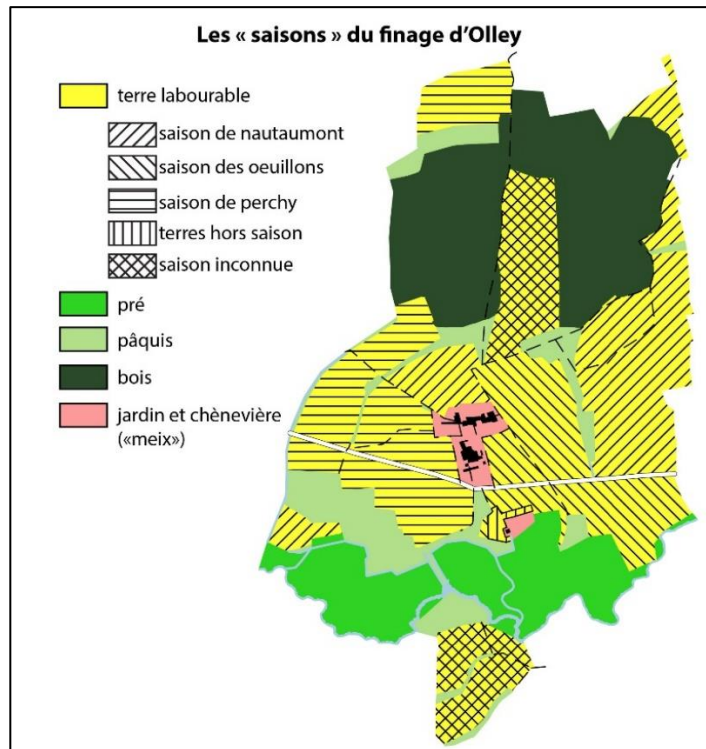 Les « saisons » du finage d’Olley
terre labourable
saison de nautaumont
saison des oeuillons
saison de perchy
terres hors saison
saison inconnue
pré
pâquis
bois
jardin et chènevière
(«meix»)